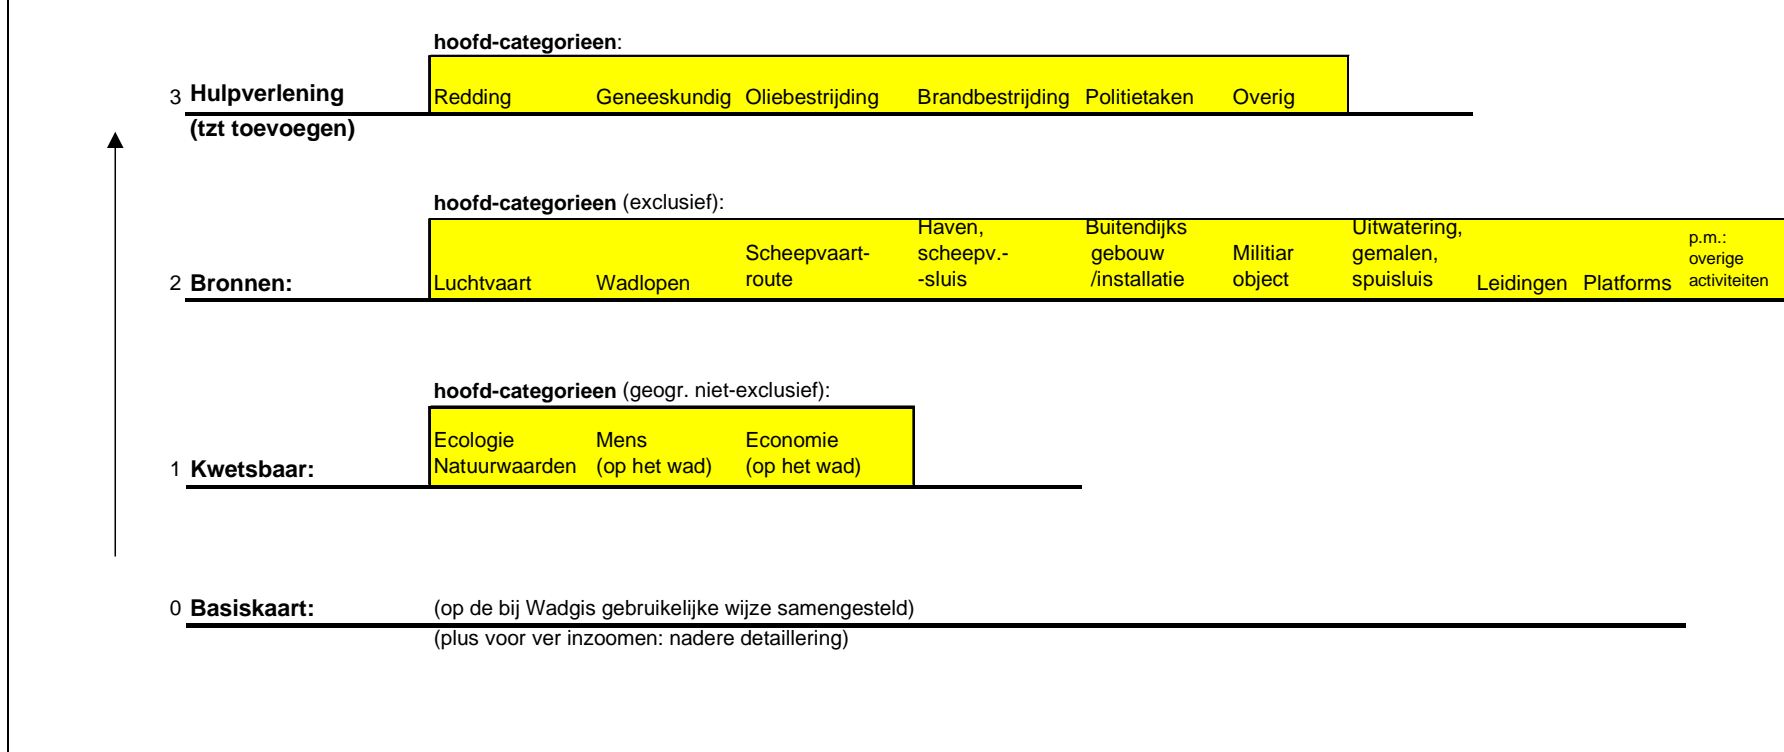 hoofd-categorieen:
3 Hulpverlening Redding Geneeskundig Oliebestrijding Brandbestrijding Politietaken Overig
(tzt toevoegen)
hoofd-categorieen (exclusief):
2 Bronnen:
Luchtvaart
Wadlopen
Scheepvaart-
route
Haven,
scheepv.-
-sluis
Buitendijks
gebouw
/installatie
Militiar
object
Uitwatering,
gemalen,
spuisluis
Leidingen
Platforms
p.m.:
overige
activiteiten
hoofd-categorieen (geogr. niet-exclusief):
1 Kwetsbaar:
Ecologie
Natuurwaarden
Mens
(op het wad)
Economie
(op het wad)
0 Basiskaart: (op de bij Wadgis gebruikelijke wijze samengesteld)
(plus voor ver inzoomen: nadere detaillering)